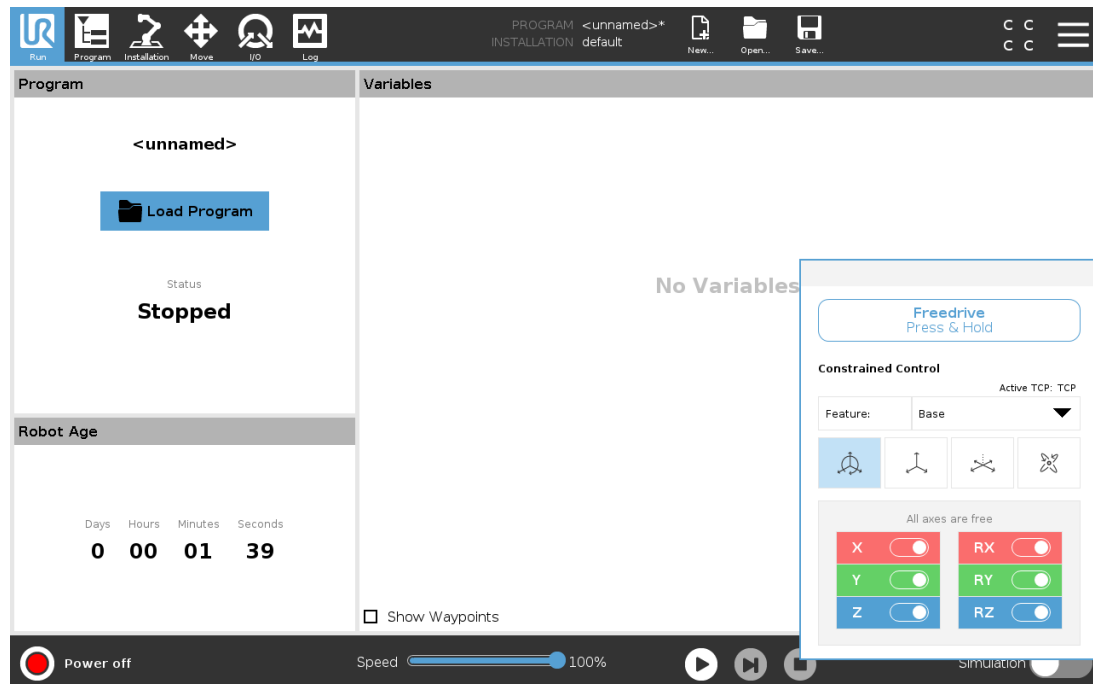 PROGRAM <unnamed>*
INSTALLATION default
UR
Run Program Installation Move I/O Log
New... Open... Save...
C C
C C
Program
<unnamed>
Load Program
Status
Stopped
Robot Age
Days Hours Minutes Seconds
0 00 01 39
Variables
No Variables
Show Waypoints
Freedrive
Press & Hold
Constrained Control
Active TCP: TCP
Feature: Base
All axes are free
X RX
Y RY
Z RZ
Power off
Speed 100%
Simulation